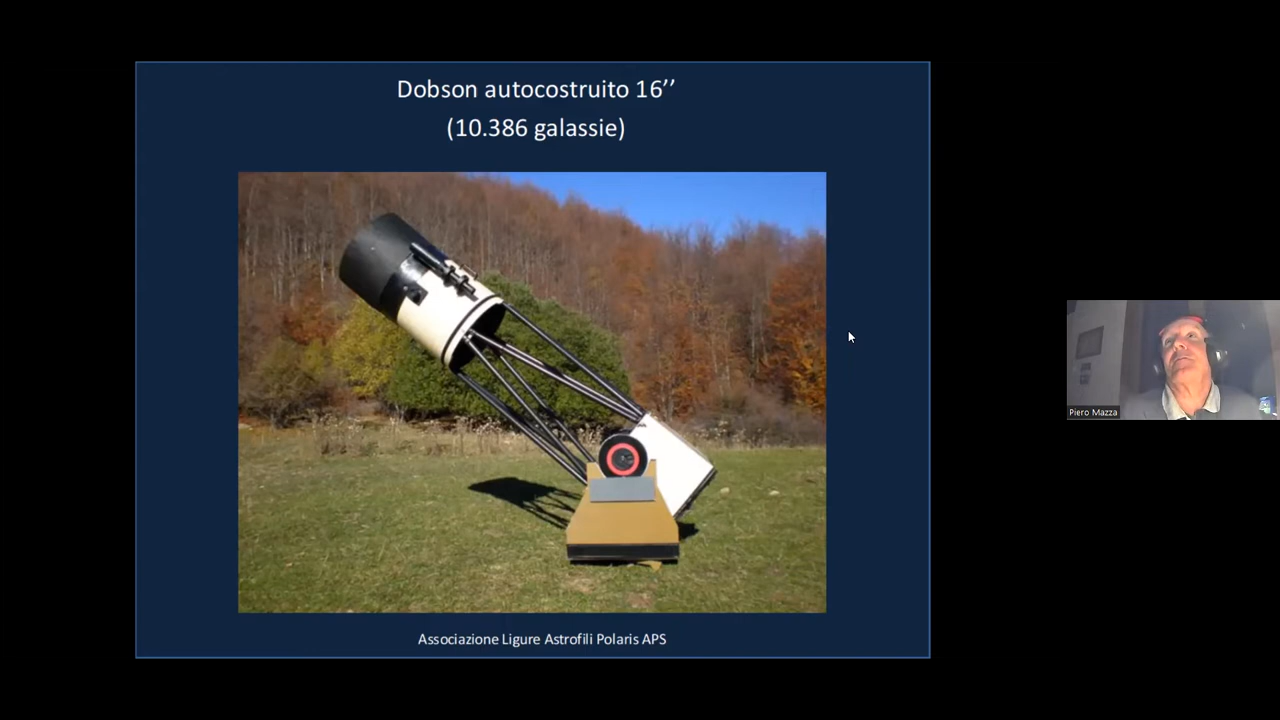 Dobson autocostruito 16’’
(10.386 galassie)
Associazione Ligure Astrofili Polaris APS
Piero Mazza